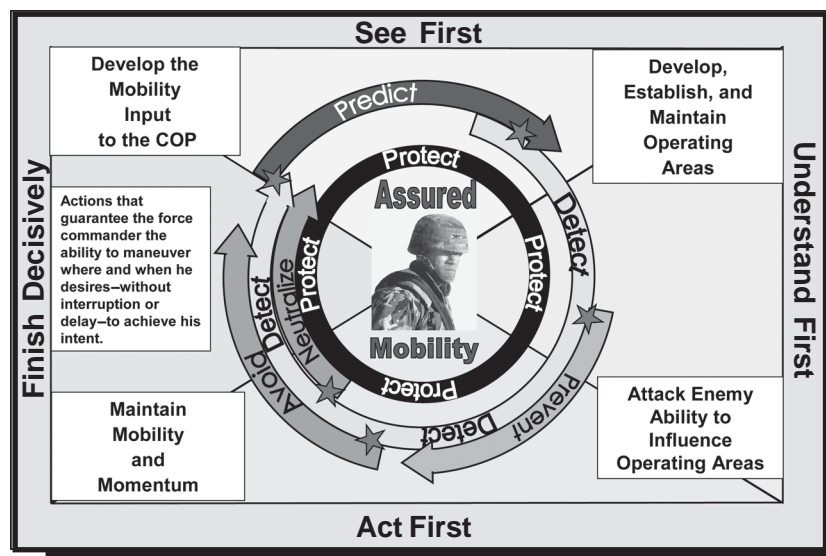 See First
Develop the
Mobility
Input
to the COP
Develop,
Establish, and
Maintain
Operating
Areas
Predict
Protect
Assured
Detect
Protect
Protect
Neutralize
Detect
Avoid
Mobility
Protect
Detect
Prevent
Finish Decisively
Understand First
Actions that
guarantee the force
commander the
ability to maneuver
where and when he
desires–without
interruption or
delay–to achieve his
intent.
Maintain
Mobility
and
Momentum
Attack Enemy
Ability to
Influence
Operating Areas
Act First